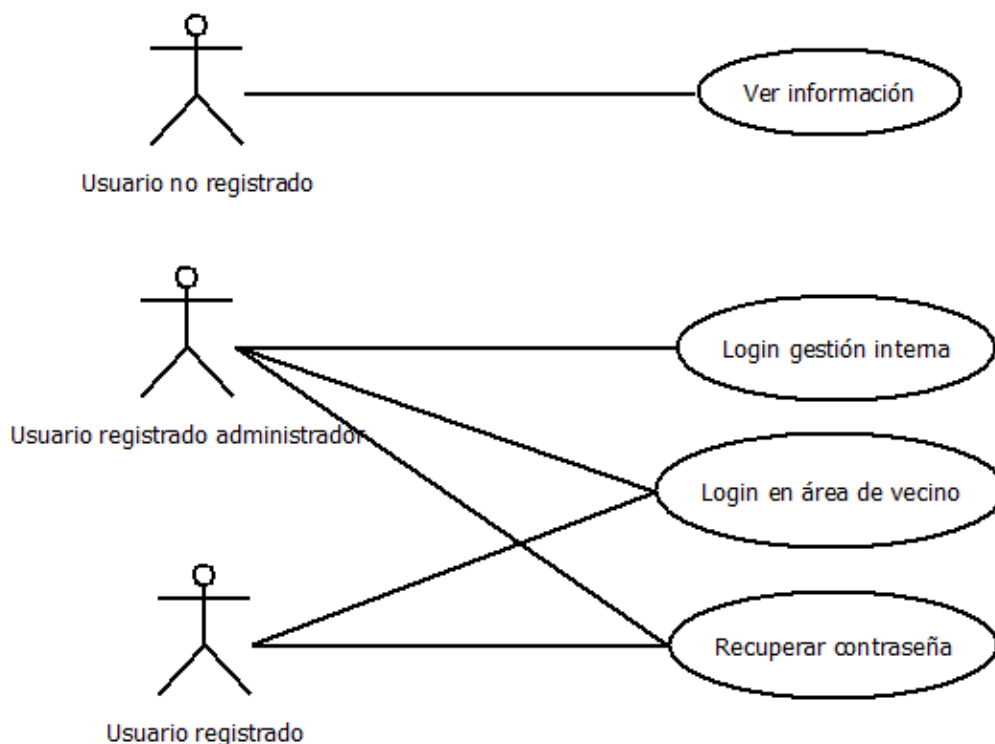 Ver información
Usuario no registrado
Login gestión interna
Usuario registrado administrador
Login en área de vecino
Recuperar contraseña
Usuario registrado